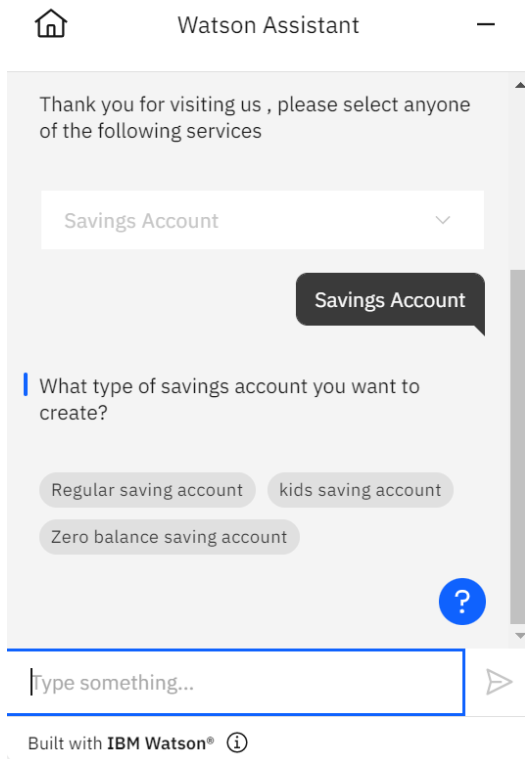 Watson Assistant
Thank you for visiting us , please select anyone
of the following services
Savings Account
Savings Account
What type of savings account you want to
create?
Regular saving account
kids saving account
Zero balance saving account
?
Type something...
Built with IBM Watson®